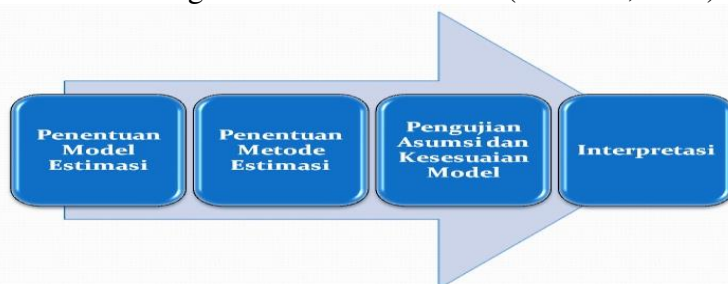 Penentuan
Model
Estimasi
Penentuan
Metode
Estimasi
Pengujian
Asumsi dan
Kesesuaian
Model
Interpretasi